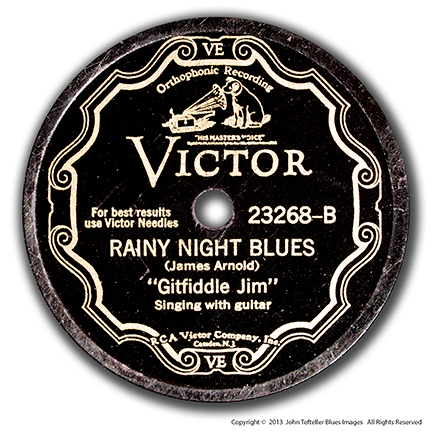 VE
Orthophonic Recording
"HIS MASTER'S VOICE"
VICTOR
For best results
use Victor Needles
23268-B
RAINY NIGHT BLUES
(James Arnold)
"Gitfiddle Jim"
Singing with guitar
RCA Victor Company, Inc.
Camden, N.J.
VE
Copyright © 2013 John Tefteller Blues Images All Rights Reserved